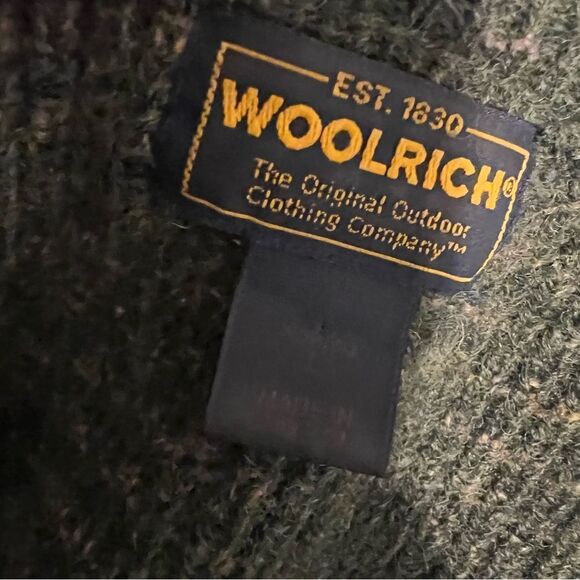 EST. 1830
WOOLRICH®
The Original Outdoor
Clothing Company™